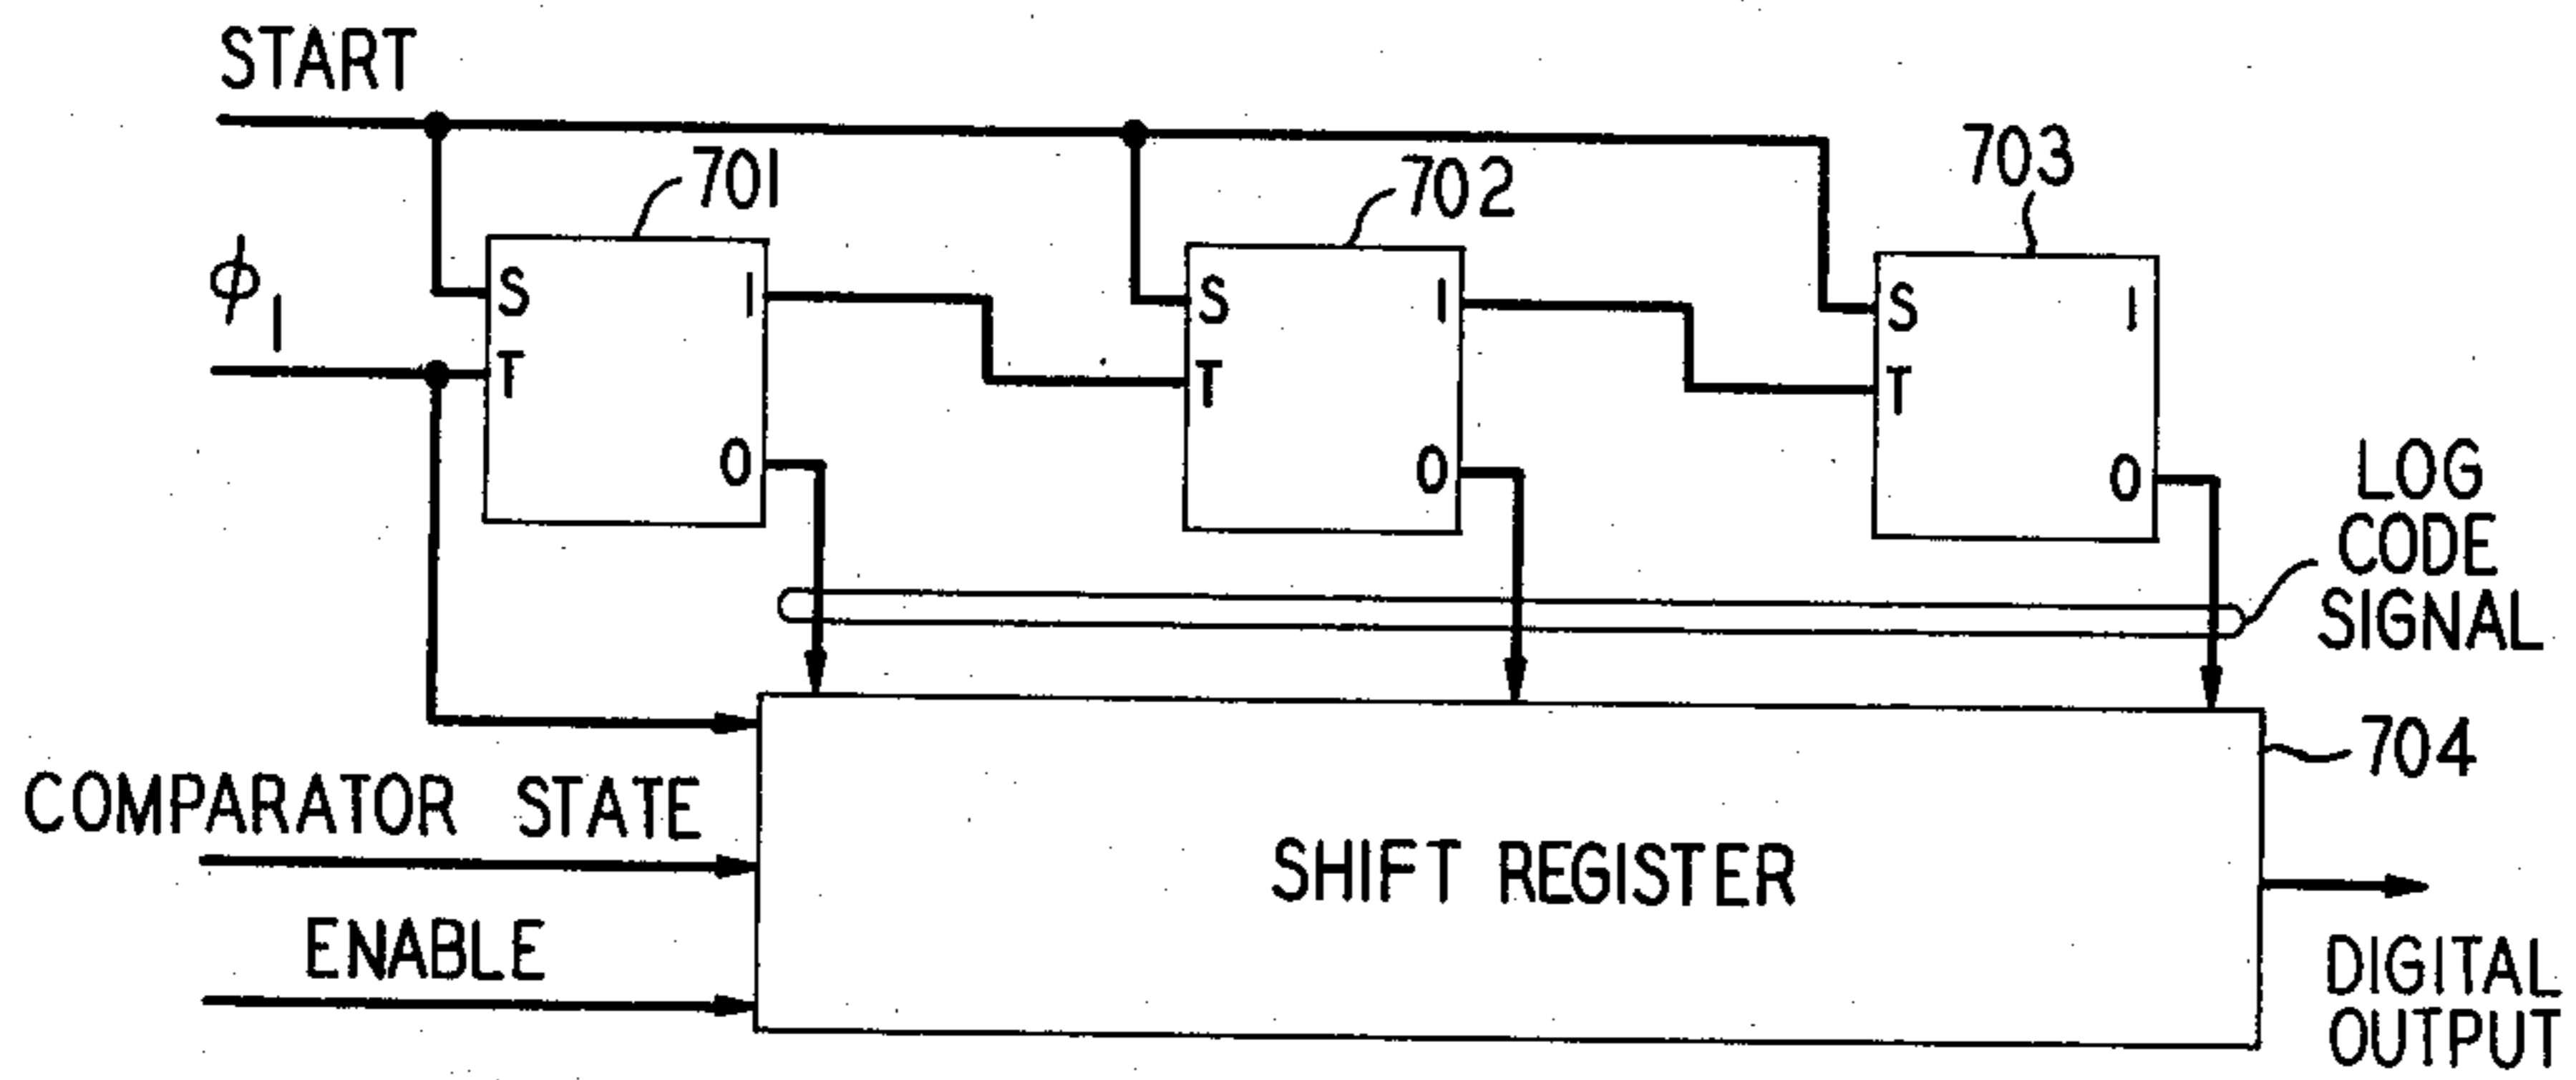 START
701
702
703
ϕ1
S
T
1
0
S
T
1
0
S
T
1
0
LOG
CODE
SIGNAL
704
COMPARATOR STATE
ENABLE
SHIFT REGISTER
DIGITAL
OUTPUT